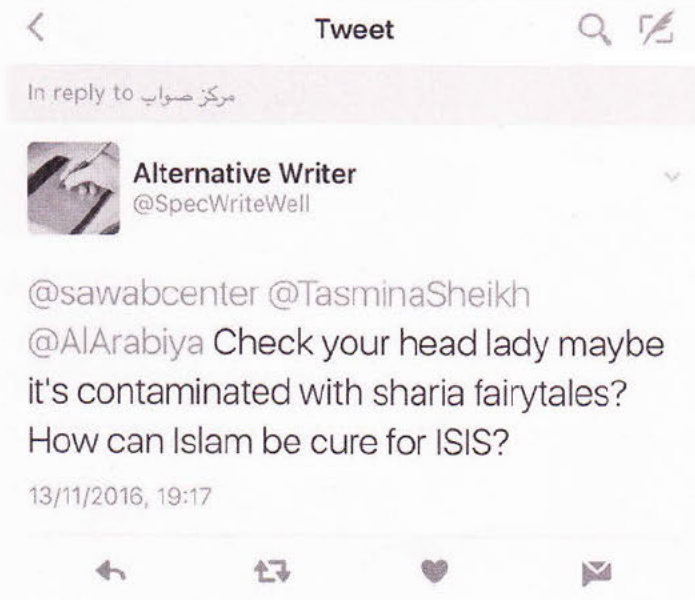 Tweet
In reply to مركز صواب
Alternative Writer
@SpecWriteWell
@sawabcenter @TasminaSheikh
@AlArabiya Check your head lady maybe
it's contaminated with sharia fairytales?
How can Islam be cure for ISIS?
13/11/2016, 19:17